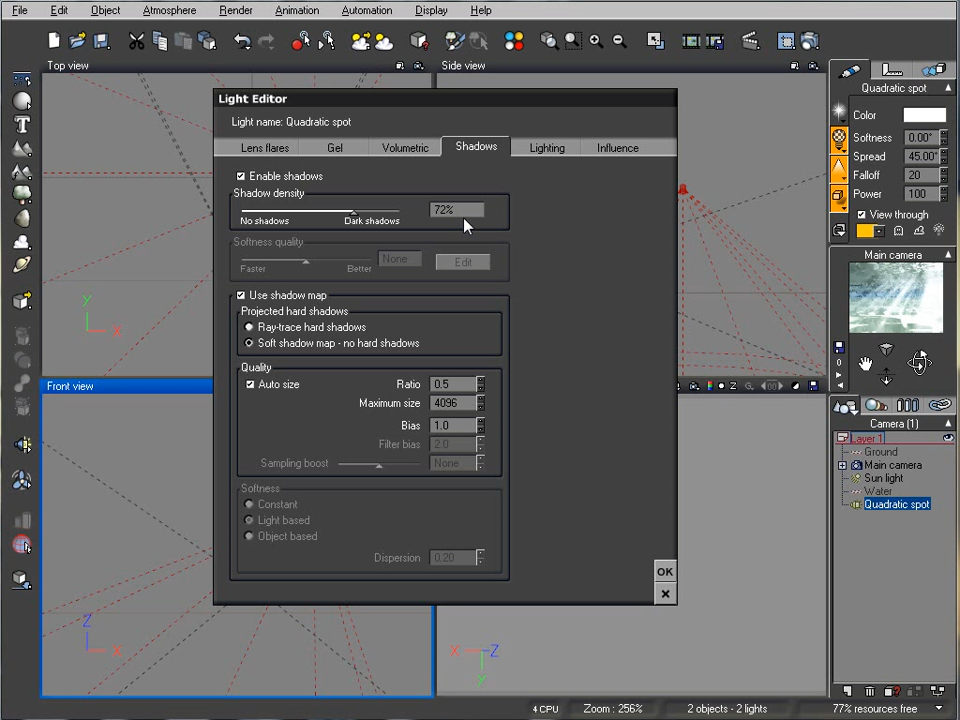 File Edit Object Atmosphere Render Animation Automation Display Help
Top view
Side view
Light Editor
Light name: Quadratic spot
Lens flares Gel Volumetric Shadows Lighting Influence
Enable shadows
Shadow density
72%
No shadows Dark shadows
Softness quality
None Edit
Faster Better
Use shadow map
Projected hard shadows
Ray-trace hard shadows
Soft shadow map - no hard shadows
Quality
Auto size Ratio 0.5
Maximum size 4096
Bias 1.0
Filter bias 2.0
Sampling boost None
Softness
Constant
Light based
Object based
Dispersion 0.20
OK
Quadratic spot
Color
Softness 0.00°
Spread 45.00°
Falloff 20
Power 100
View through
Main camera
0
Front view
Camera (1)
Layer 1
Ground
Main camera
Sun light
Water
Quadratic spot
Y
X
Z
X
X Z
Y
4 CPU Zoom : 256% 2 objects - 2 lights 77% resources free